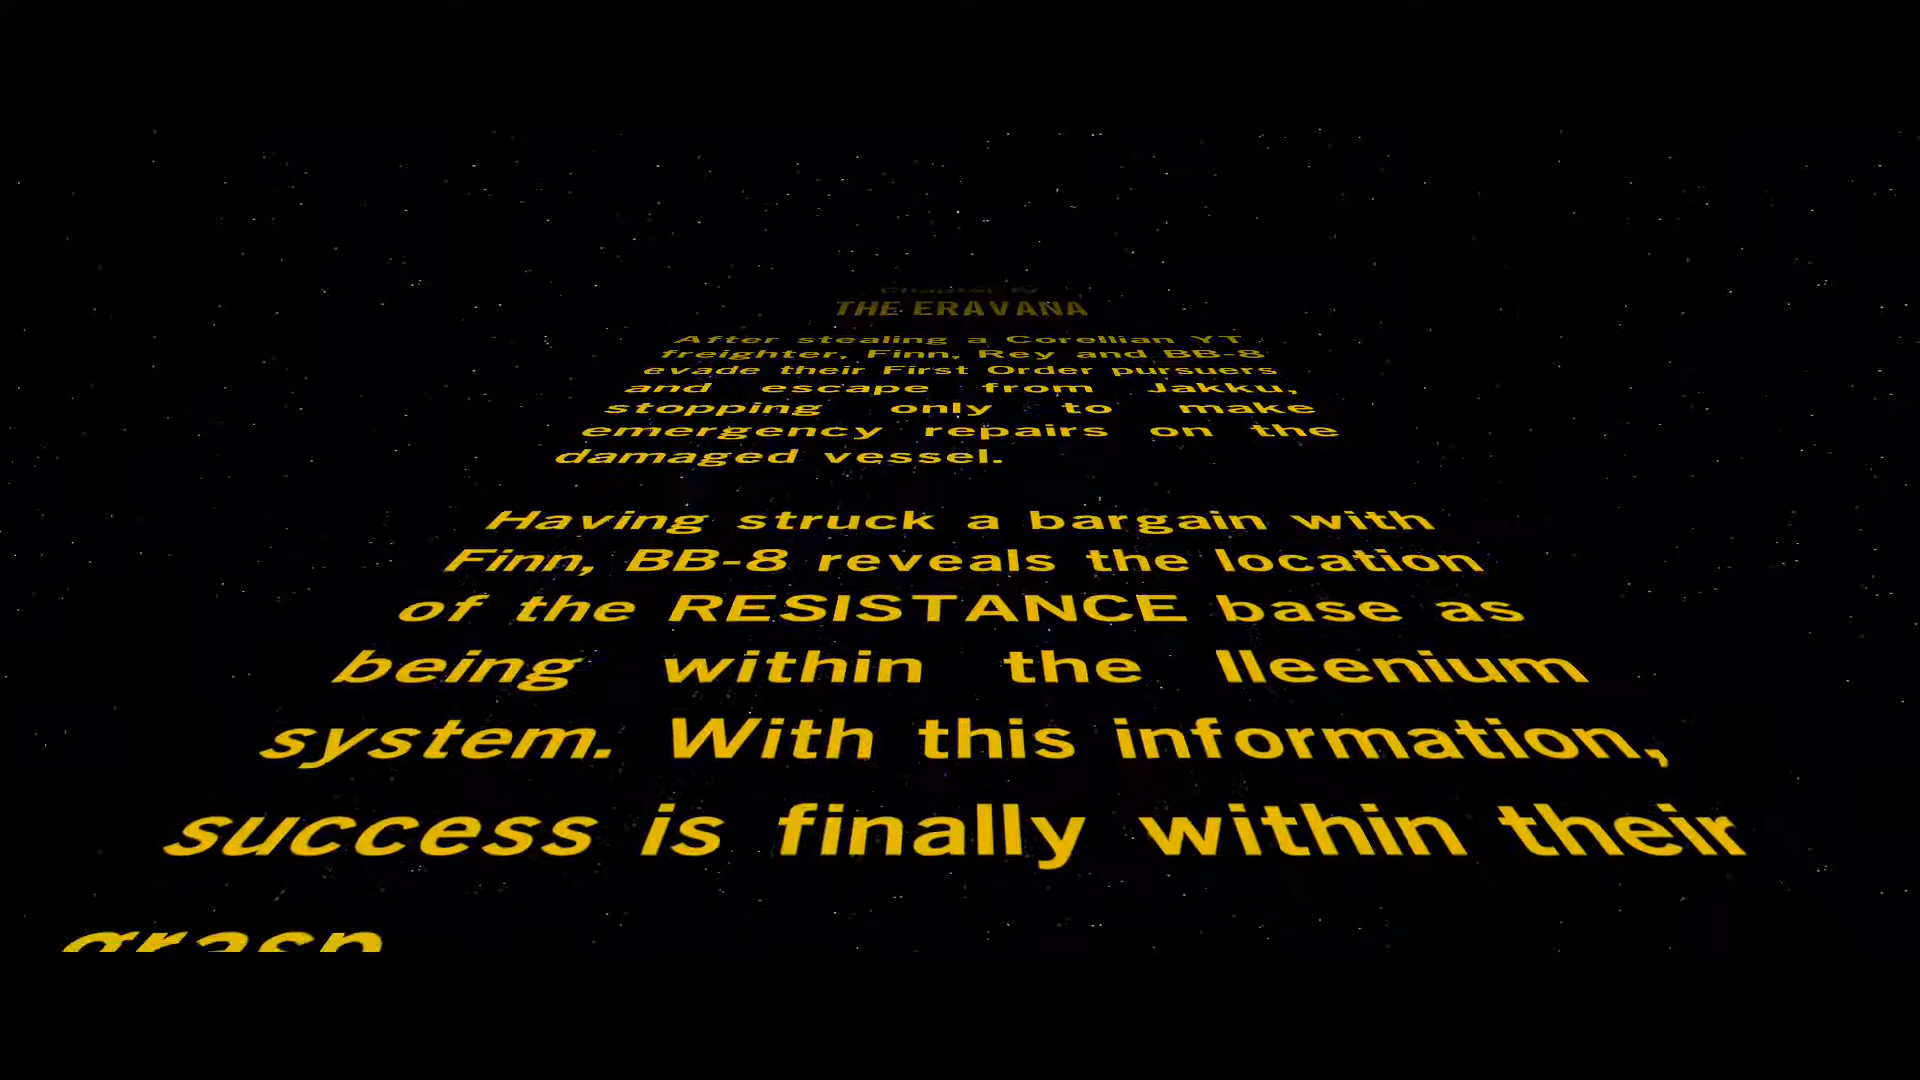 THE ERAVANA
After stealing a Corellian YT
freighter, Finn, Rey and BB-8
evade their First Order pursuers
and escape from Jakku,
stopping only to make
emergency repairs on the
damaged vessel.
Having struck a bargain with
Finn, BB-8 reveals the location
of the RESISTANCE base as
being within the Ileenium
system. With this information,
success is finally within their
grasp